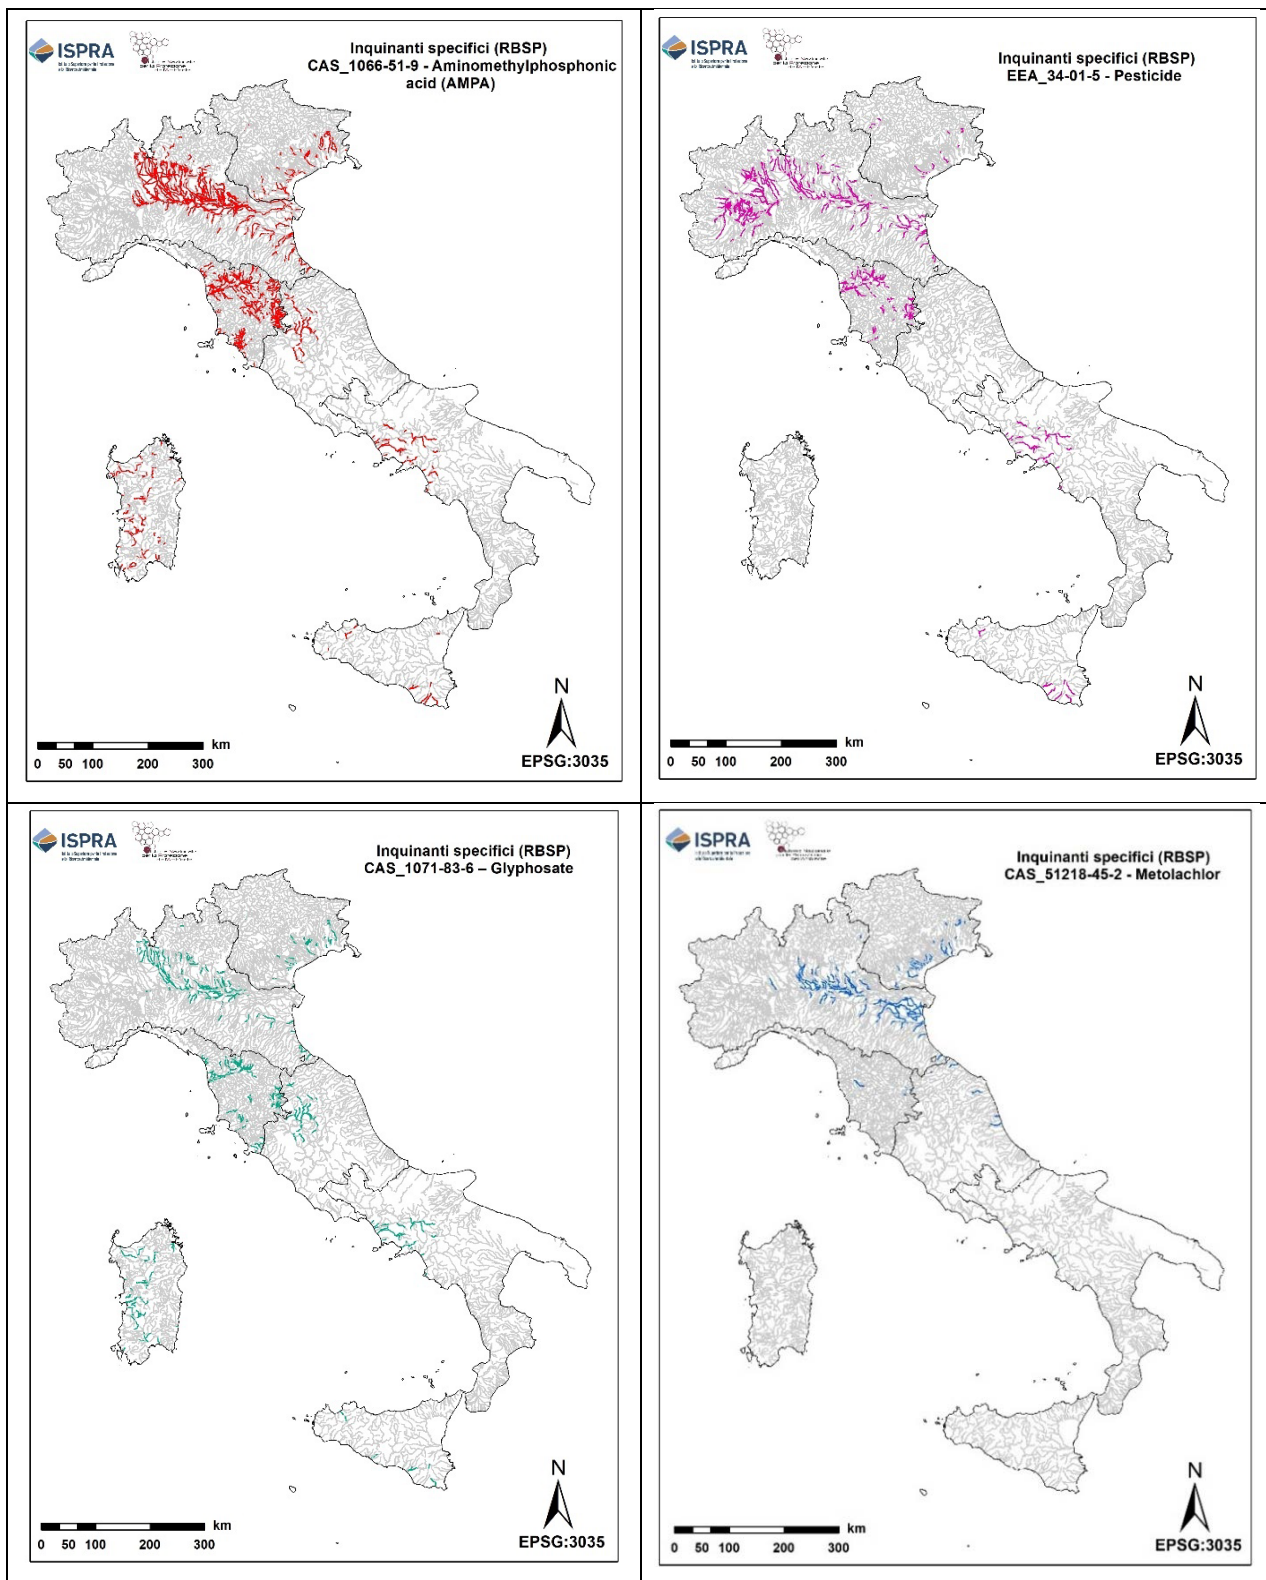 ISPRA
Inquinanti specifici (RBSP)
CAS_1066-51-9 - Aminomethylphosphonic
acid (AMPA)
N
km
0 50 100 200 300
EPSG:3035
ISPRA
Inquinanti specifici (RBSP)
EEA_34-01-5 - Pesticide
N
km
0 50 100 200 300
EPSG:3035
ISPRA
Inquinanti specifici (RBSP)
CAS_1071-83-6 – Glyphosate
N
km
0 50 100 200 300
EPSG:3035
ISPRA
Inquinanti specifici (RBSP)
CAS_51218-45-2 - Metolachlor
N
km
0 50 100 200 300
EPSG:3035